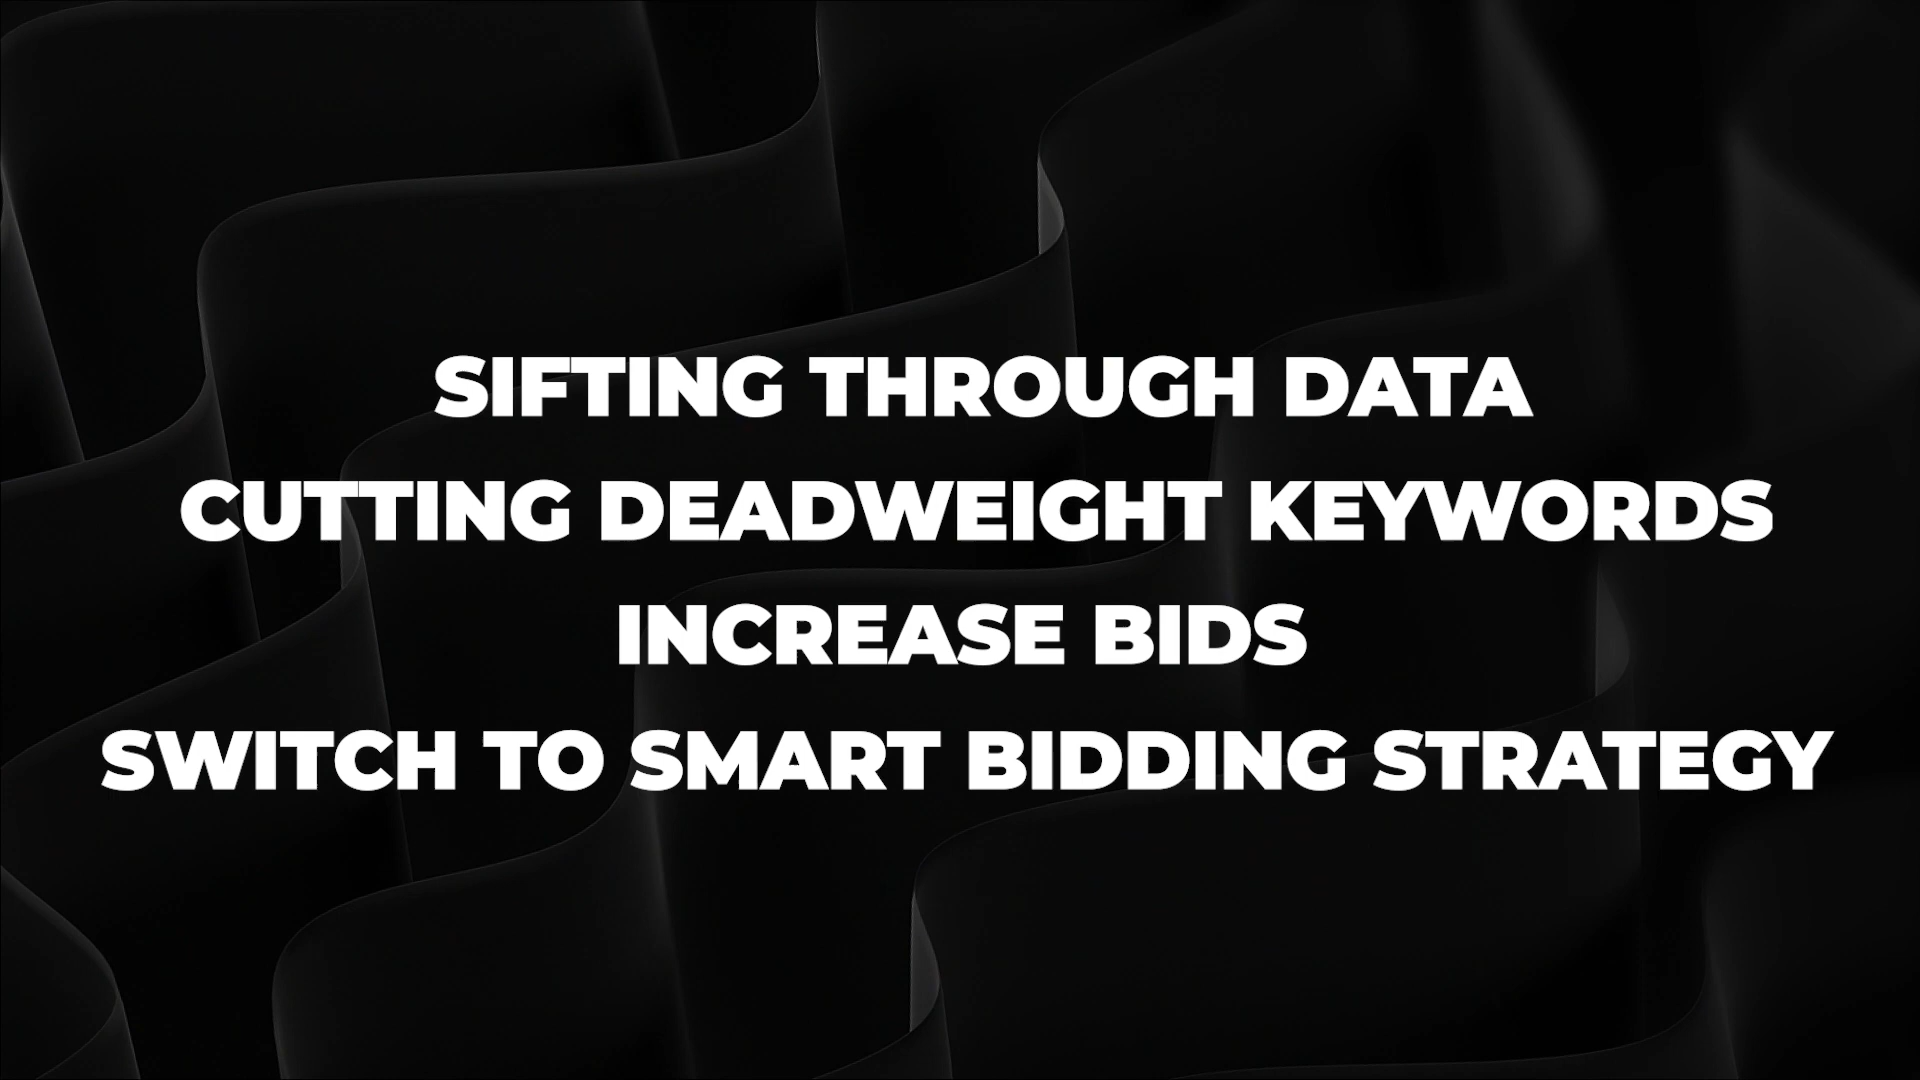 SIFTING THROUGH DATA
CUTTING DEADWEIGHT KEYWORDS
INCREASE BIDS
SWITCH TO SMART BIDDING STRATEGY